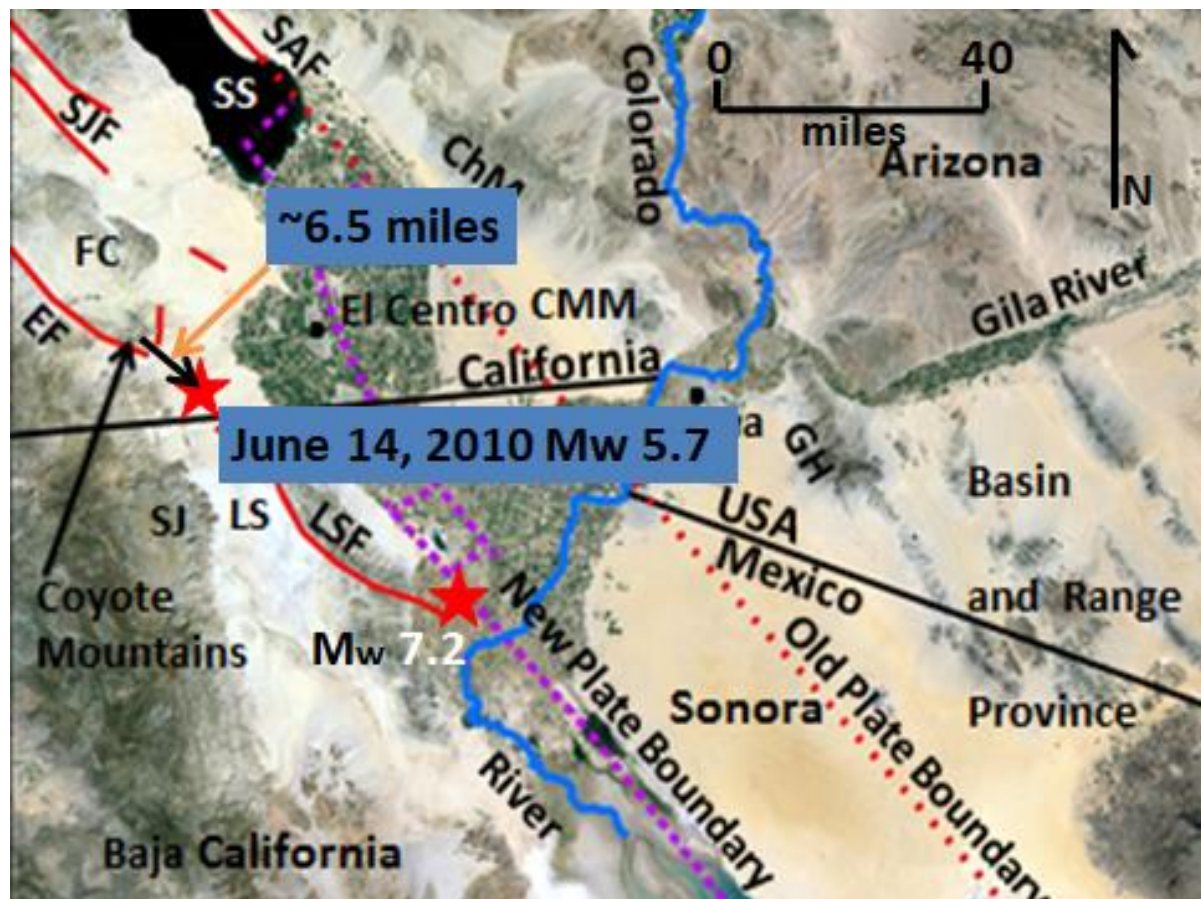 SAF
SS
Colorado
0 40
miles
SJF
ChM
Arizona
N
~6.5 miles
FC
Gila River
EF
El Centro CMM
California
June 14, 2010 Mw 5.7
GH
Basin
SJ
LS
LSF
USA
Mexico
Coyote
Mountains
New Plate Boundary
Old Plate Boundary
and Range
Mw 7.2
Sonora
Province
River
Baja California